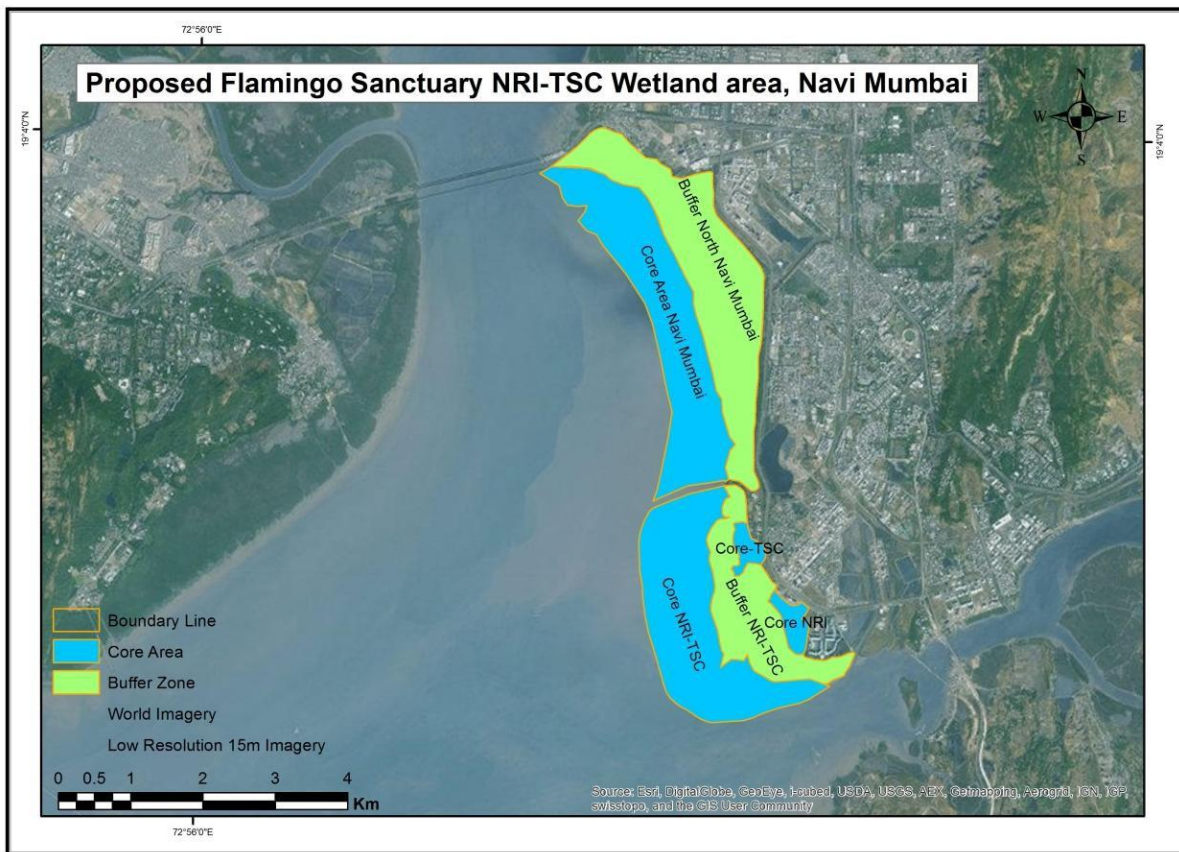 72°56'0"E
Proposed Flamingo Sanctuary NRI-TSC Wetland area, Navi Mumbai
N
W E
S
19°4'0"N
19°4'0"N
Buffer North Navi Mumbai
Core Area Navi Mumbai
Core-TSC
Core NRI-TSC
Buffer NRI-TSC
Core NRI
Boundary Line
Core Area
Buffer Zone
World Imagery
Low Resolution 15m Imagery
0 0.5 1 2 3 4
Km
Source: Esri, DigitalGlobe, GeoEye, i-cubed, USDA, USGS, AEX, Getmapping, Aerogrid, IGN, IGP,
swisstopo, and the GIS User Community
72°56'0"E